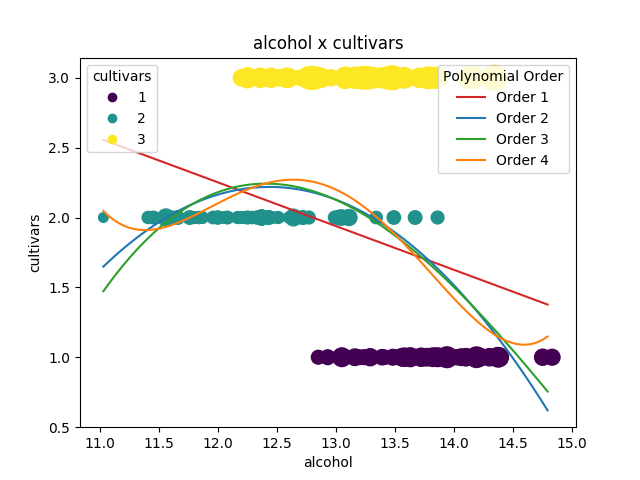 alcohol x cultivars
cultivars
1
2
3
Polynomial Order
Order 1
Order 2
Order 3
Order 4
3.0
2.5
2.0
1.5
1.0
0.5
cultivars
11.0 11.5 12.0 12.5 13.0 13.5 14.0 14.5 15.0
alcohol